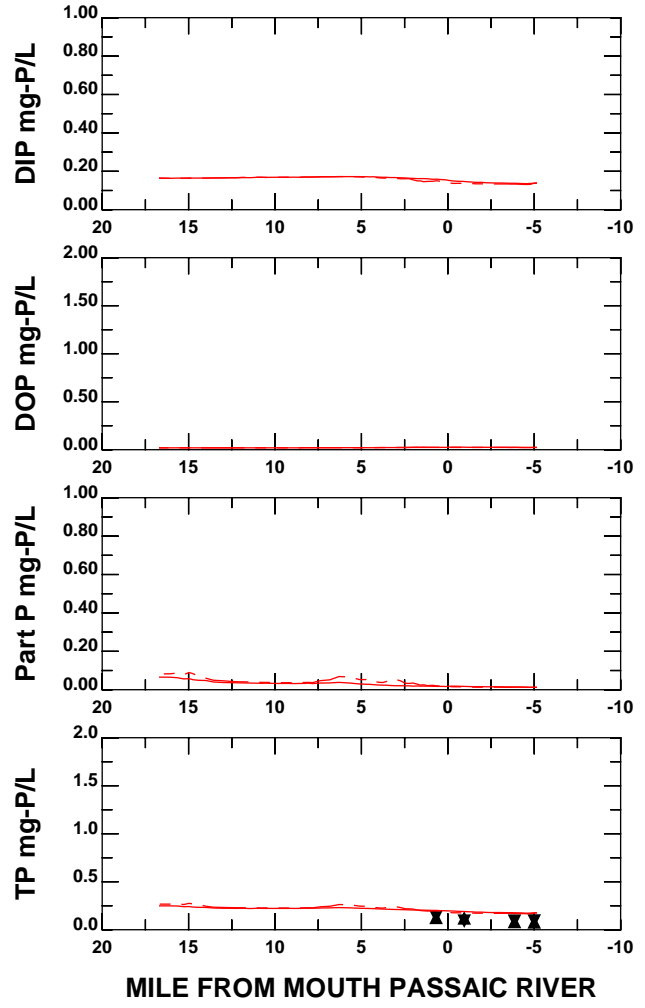 DIP mg-P/L
1.00
0.80
0.60
0.40
0.20
0.00
20 15 10 5 0 -5 -10
DOP mg-P/L
2.00
1.50
1.00
0.50
0.00
20 15 10 5 0 -5 -10
Part P mg-P/L
1.00
0.80
0.60
0.40
0.20
0.00
20 15 10 5 0 -5 -10
TP mg-P/L
2.0
1.5
1.0
0.5
0.0
20 15 10 5 0 -5 -10
MILE FROM MOUTH PASSAIC RIVER